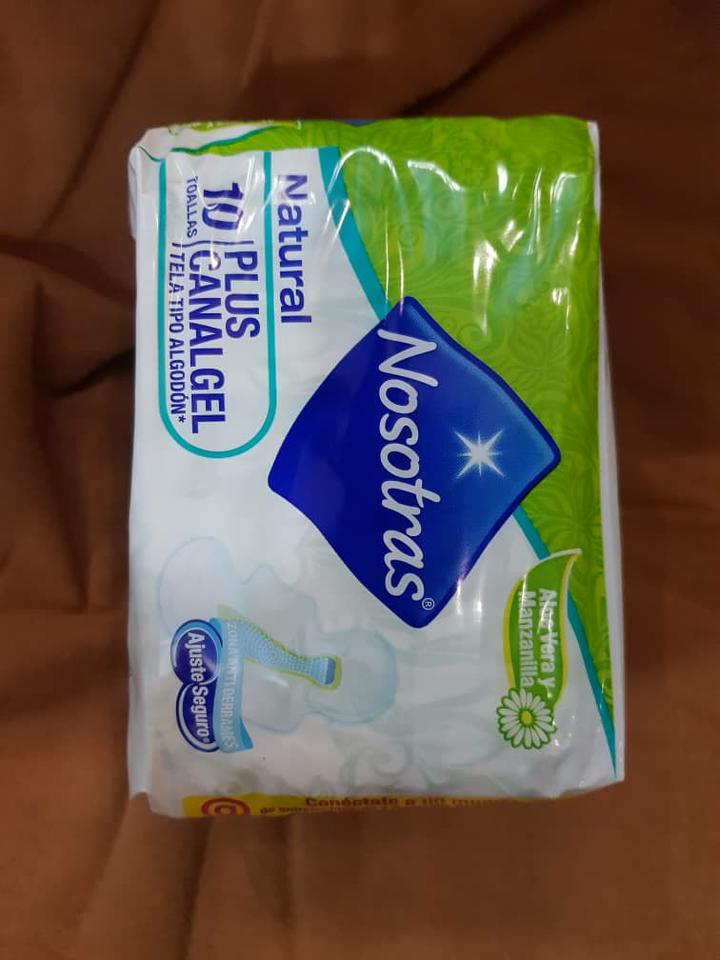 Nosotras®
Natural
10
TOALLAS
PLUS
CANALGEL
TELA TIPO ALGODÓN*
Aloe Vera y
Manzanilla
ZONA ANTI DERRAMES
Ajuste Seguro®
Conéctate a un
de